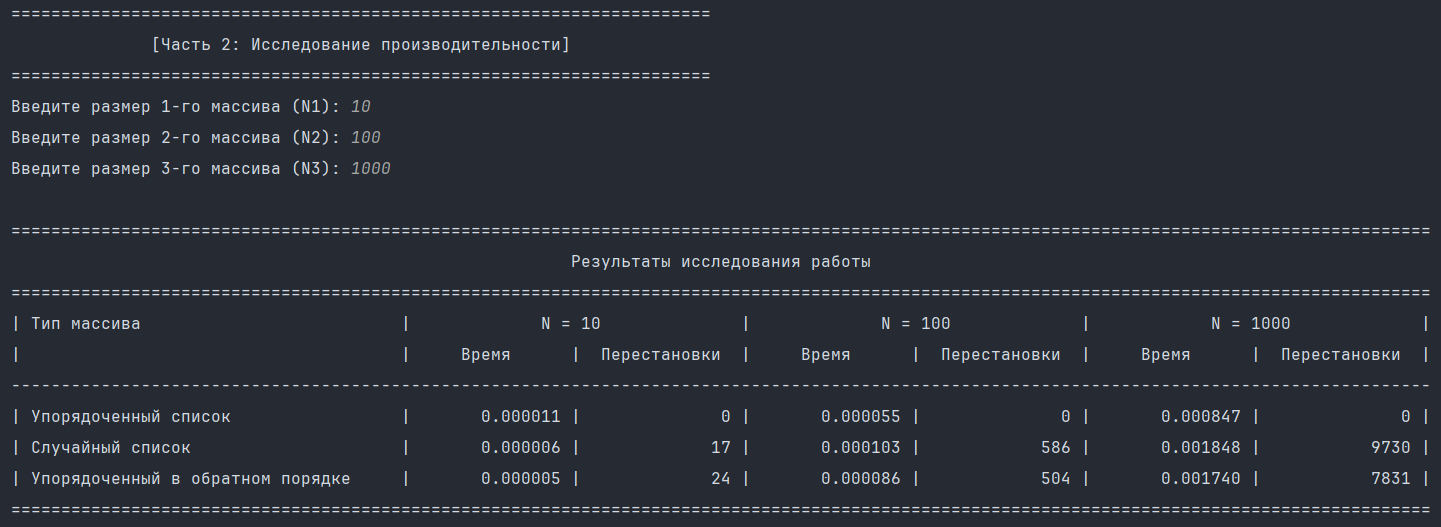 ======================================================================
[Часть 2: Исследование производительности]
======================================================================
Введите размер 1-го массива (N1): 10
Введите размер 2-го массива (N2): 100
Введите размер 3-го массива (N3): 1000
==============================================================================================================================================
Результаты исследования работы
==============================================================================================================================================
| Тип массива | N = 10 | N = 100 | N = 1000 |
| | Время | Перестановки | Время | Перестановки | Время | Перестановки |
----------------------------------------------------------------------------------------------------------------------------------------------
| Упорядоченный список | 0.000011 | 0 | 0.000055 | 0 | 0.000847 | 0 |
| Случайный список | 0.000006 | 17 | 0.000103 | 586 | 0.001848 | 9730 |
| Упорядоченный в обратном порядке | 0.000005 | 24 | 0.000086 | 504 | 0.001740 | 7831 |
==============================================================================================================================================